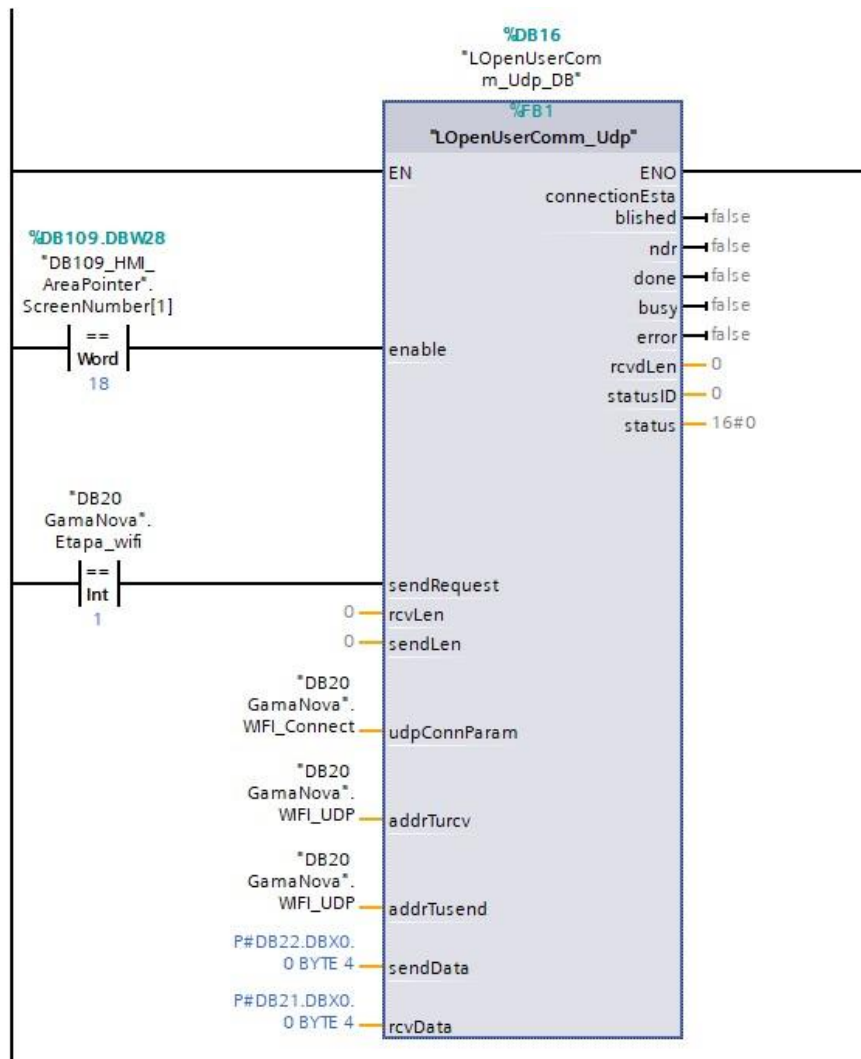 %DB16
"LOpenUserCom
m_Udp_DB"
%FB1
"LOpenUserComm_Udp"
EN
ENO
connectionEsta
blished
false
%DB109.DBW28
"DB109_HMI_
AreaPointer".
ScreenNumber[1]
ndr
false
done
false
busy
false
error
false
==
Word
18
enable
rcvdLen
0
statusID
0
status
16#0
"DB20
GamaNova".
Etapa_wifi
==
Int
1
sendRequest
0
rcvLen
0
sendLen
"DB20
GamaNova".
WIFI_Connect
udpConnParam
"DB20
GamaNova".
WIFI_UDP
addrTurcv
"DB20
GamaNova".
WIFI_UDP
addrTusend
P#DB22.DBX0.
0 BYTE 4
sendData
P#DB21.DBX0.
0 BYTE 4
rcvData